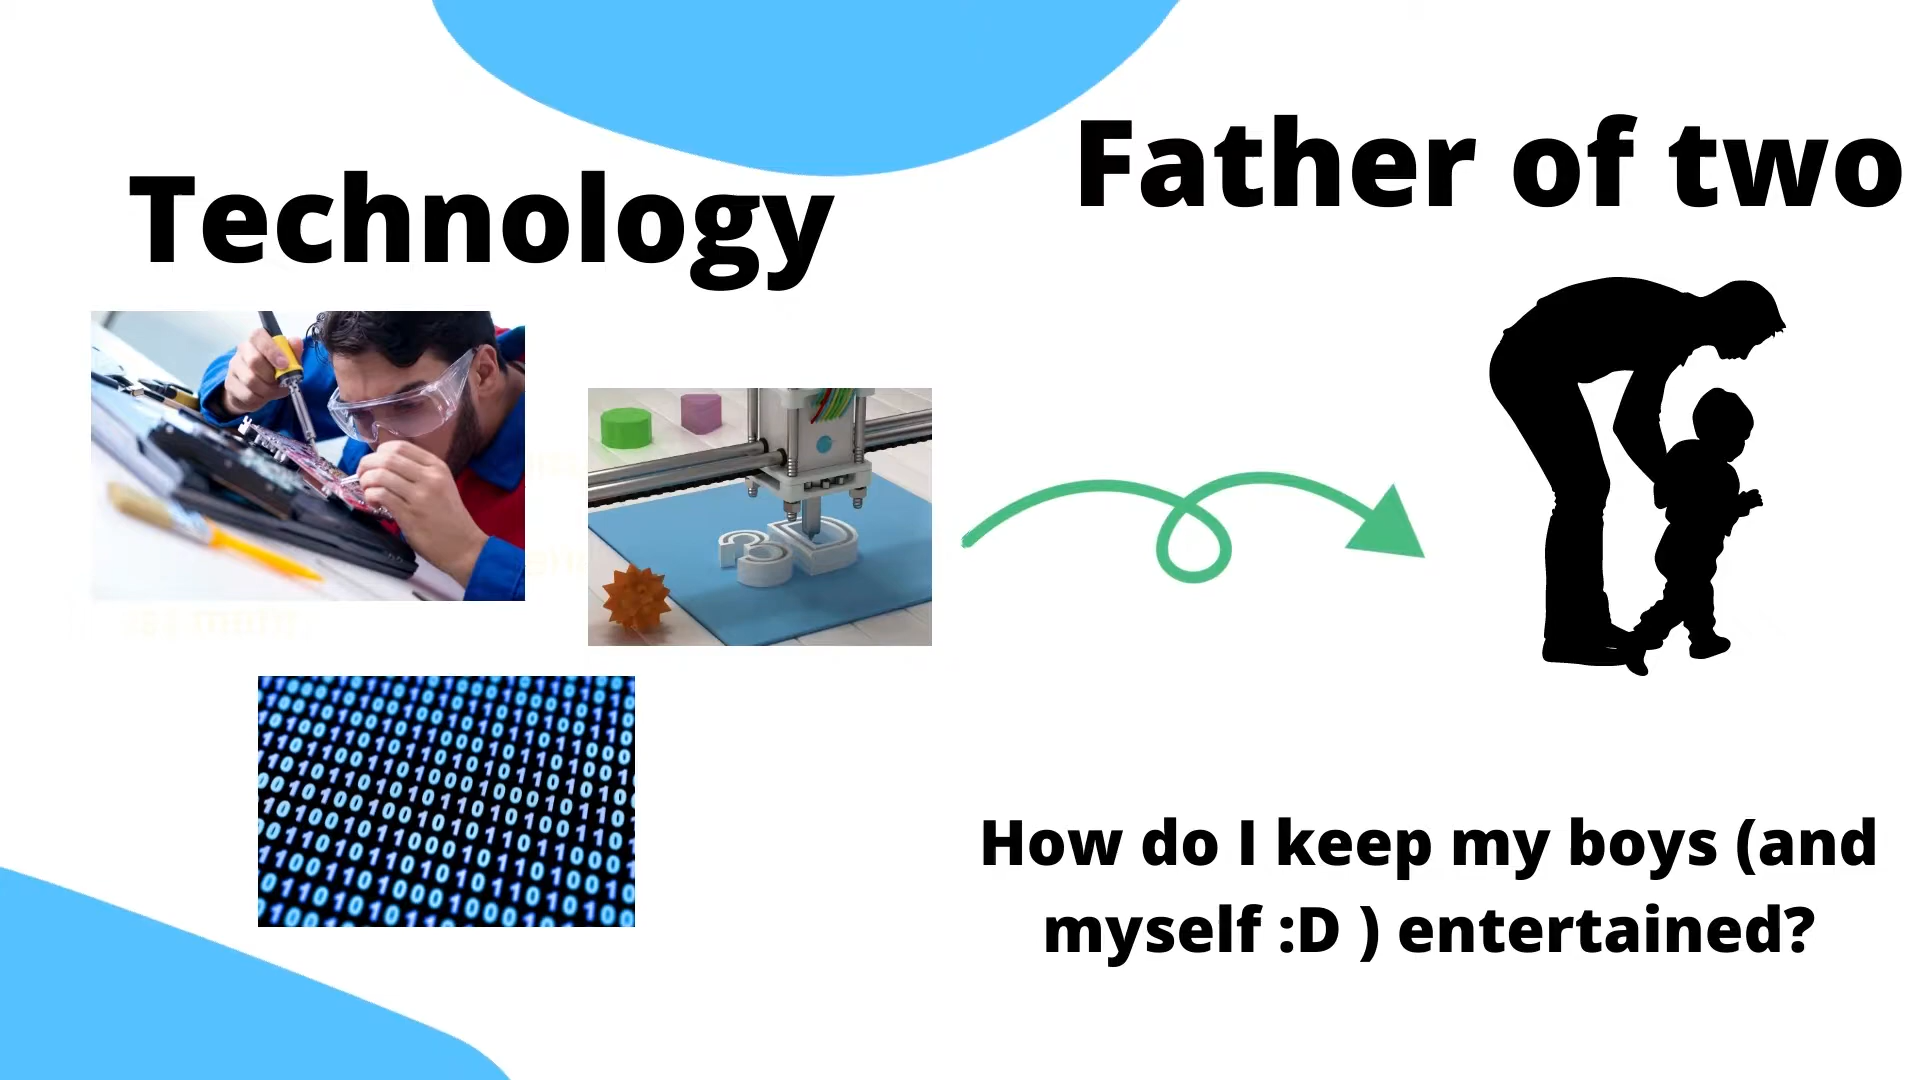 Technology
Father of two
How do I keep my boys (and
myself :D ) entertained?